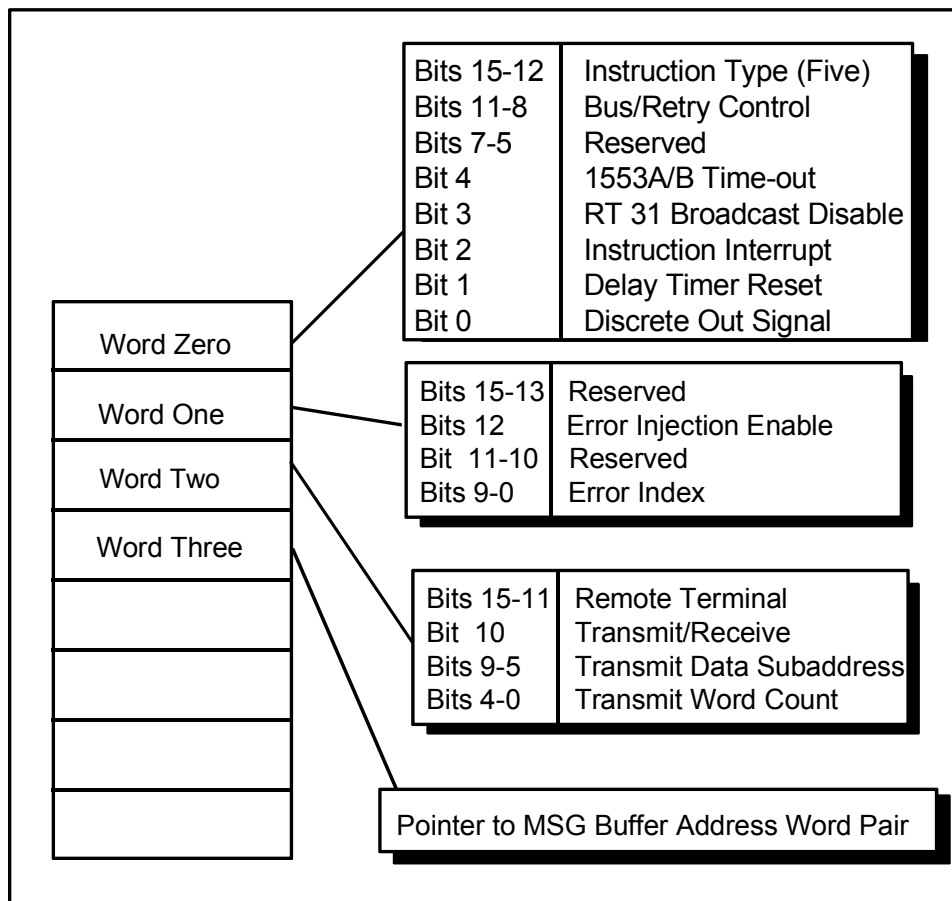 Bits 15-12 Instruction Type (Five)
Bits 11-8 Bus/Retry Control
Bits 7-5 Reserved
Bit 4 1553A/B Time-out
Bit 3 RT 31 Broadcast Disable
Bit 2 Instruction Interrupt
Bit 1 Delay Timer Reset
Bit 0 Discrete Out Signal
Word Zero
Word One
Word Two
Word Three
Bits 15-13 Reserved
Bits 12 Error Injection Enable
Bit 11-10 Reserved
Bits 9-0 Error Index
Bits 15-11 Remote Terminal
Bit 10 Transmit/Receive
Bits 9-5 Transmit Data Subaddress
Bits 4-0 Transmit Word Count
Pointer to MSG Buffer Address Word Pair